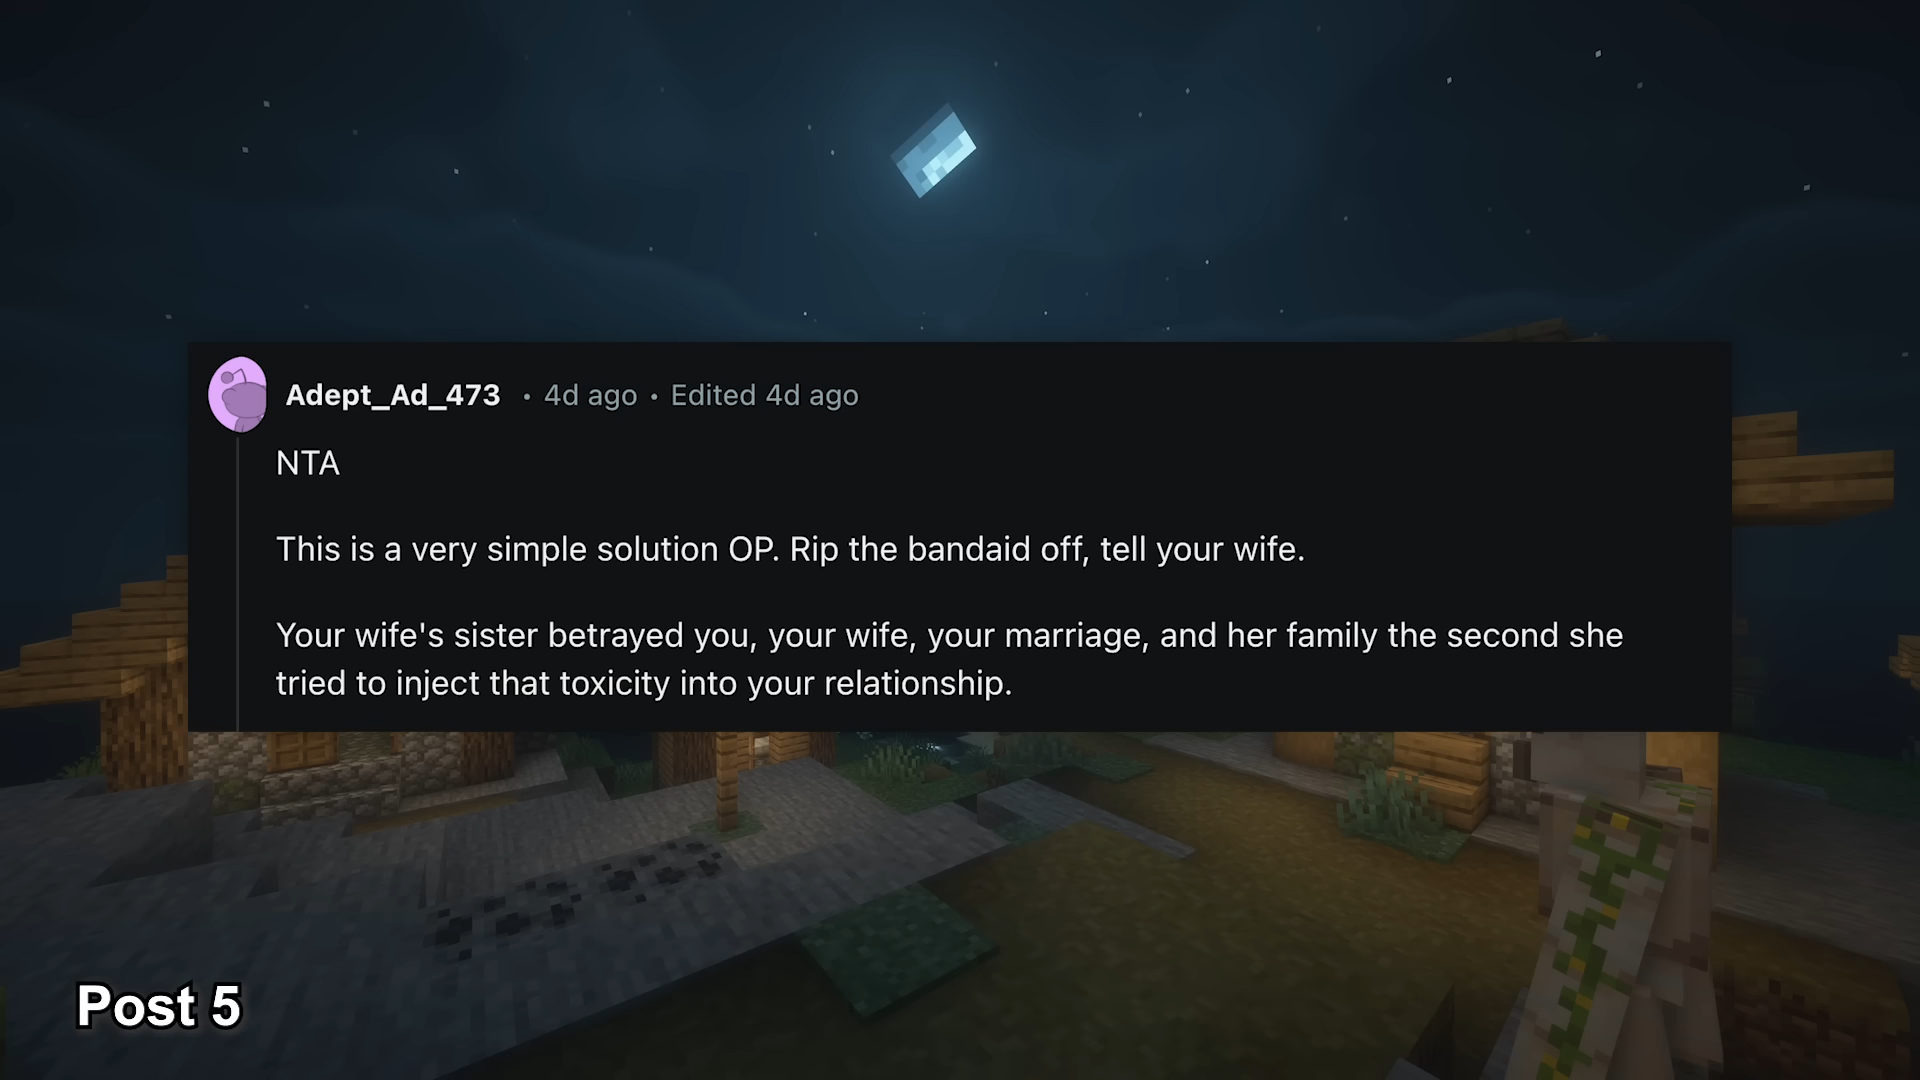 Adept_Ad_473 • 4d ago • Edited 4d ago
NTA
This is a very simple solution OP. Rip the bandaid off, tell your wife.
Your wife's sister betrayed you, your wife, your marriage, and her family the second she
tried to inject that toxicity into your relationship.
Post 5